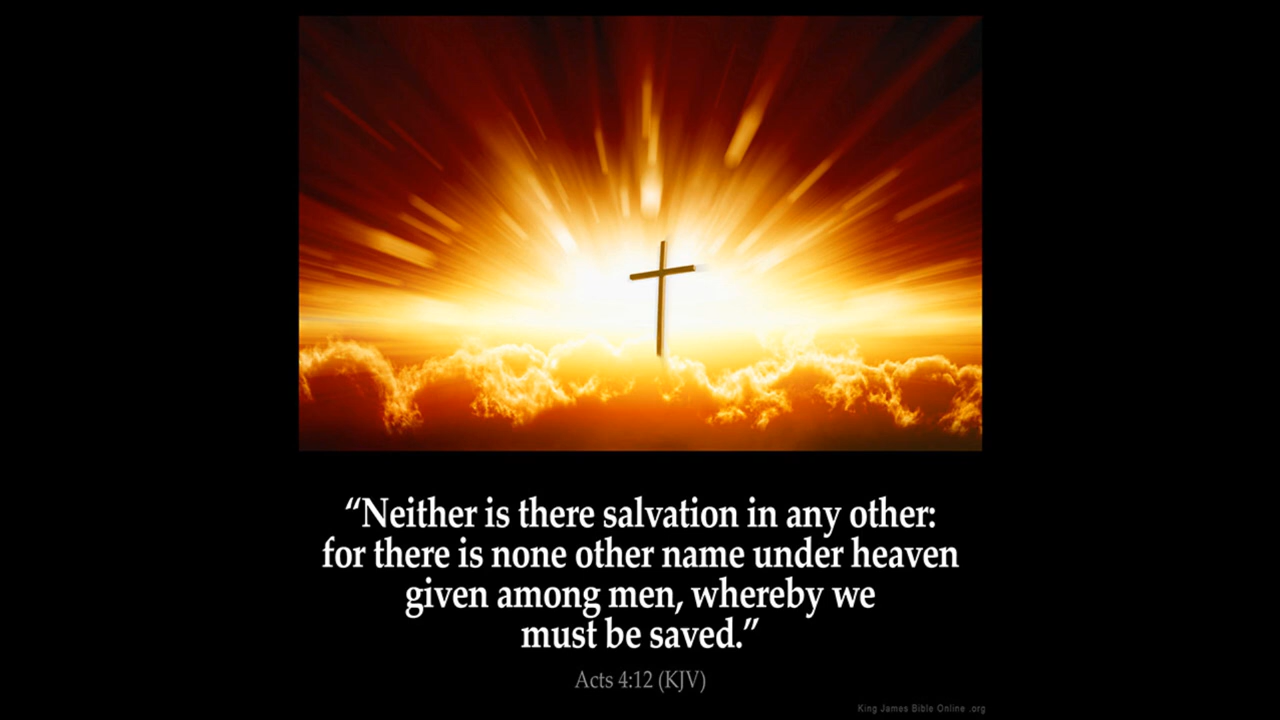 “Neither is there salvation in any other:
for there is none other name under heaven
given among men, whereby we
must be saved.”
Acts 4:12 (KJV)
King James Bible Online .org